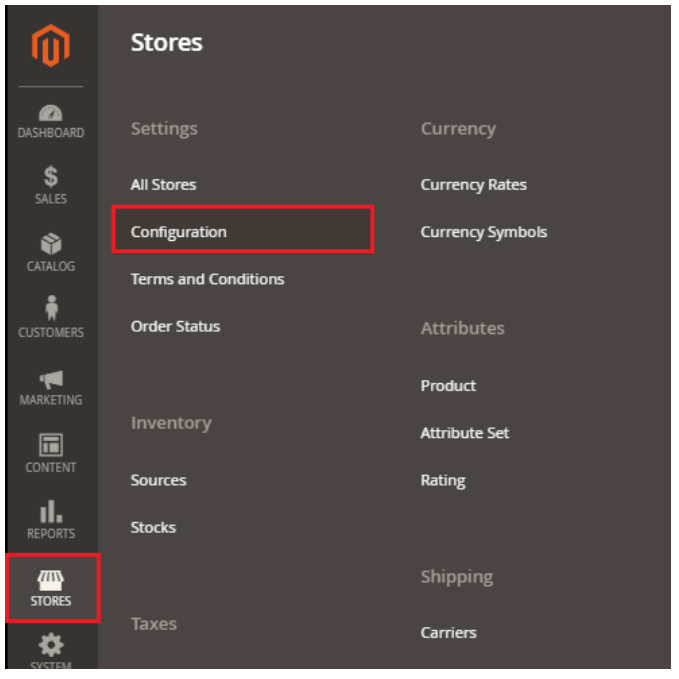 Stores
DASHBOARD
SALES
CATALOG
CUSTOMERS
MARKETING
CONTENT
REPORTS
STORES
SYSTEM
Settings
All Stores
Configuration
Terms and Conditions
Order Status
Inventory
Sources
Stocks
Taxes
Currency
Currency Rates
Currency Symbols
Attributes
Product
Attribute Set
Rating
Shipping
Carriers